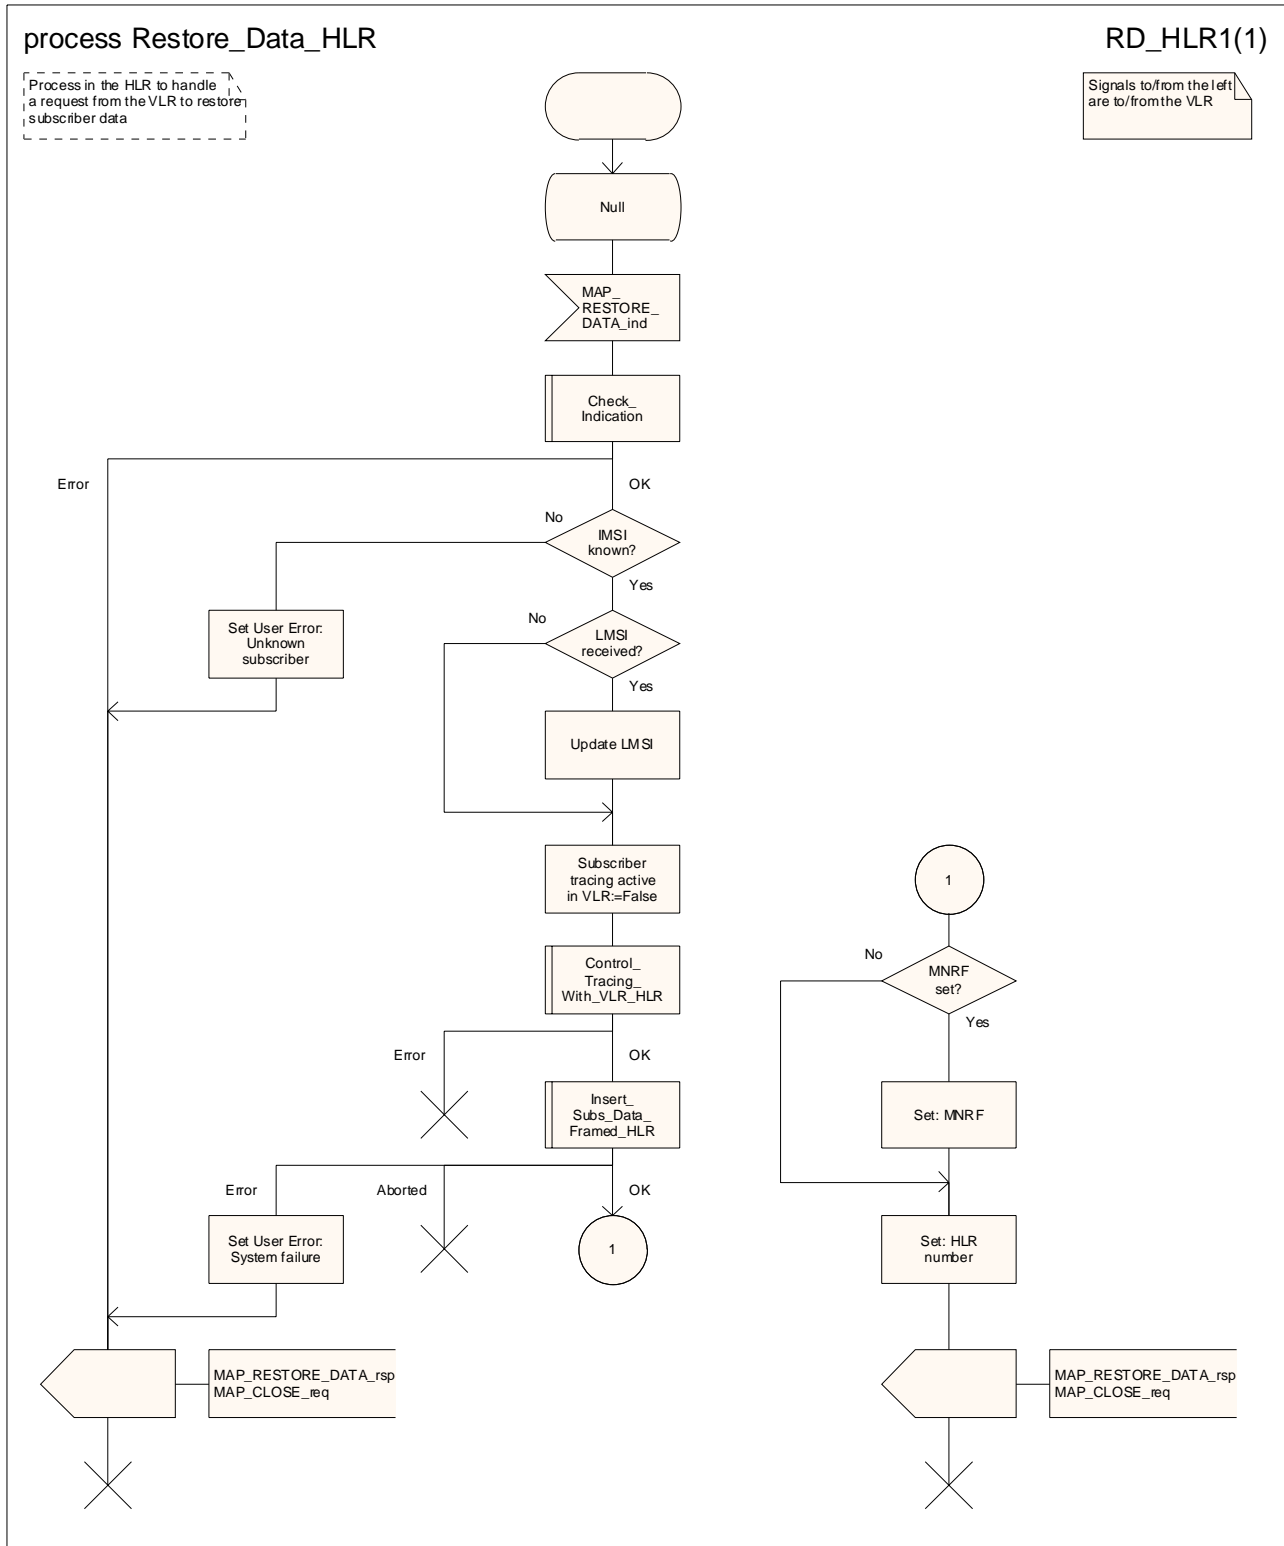 process Restore_Data_HLR
RD_HLR1(1)
Process in the HLR to handle
a request from the VLR to restore
subscriber data
Signals to/from the left
are to/from the VLR
Null
MAP_
RESTORE_
DATA_ind
Check_
Indication
Error
OK
No
IMSI
known?
Yes
Set User Error:
Unknown
subscriber
No
LMSI
received?
Yes
Update LMSI
Subscriber
tracing active
in VLR:=False
Control_
Tracing_
With_VLR_HLR
Error
OK
Insert_
Subs_Data_
Framed_HLR
Error
Aborted
OK
Set User Error:
System failure
1
MAP_RESTORE_DATA_rsp
MAP_CLOSE_req
1
No
MNRF
set?
Yes
Set: MNRF
Set: HLR
number
MAP_RESTORE_DATA_rsp
MAP_CLOSE_req